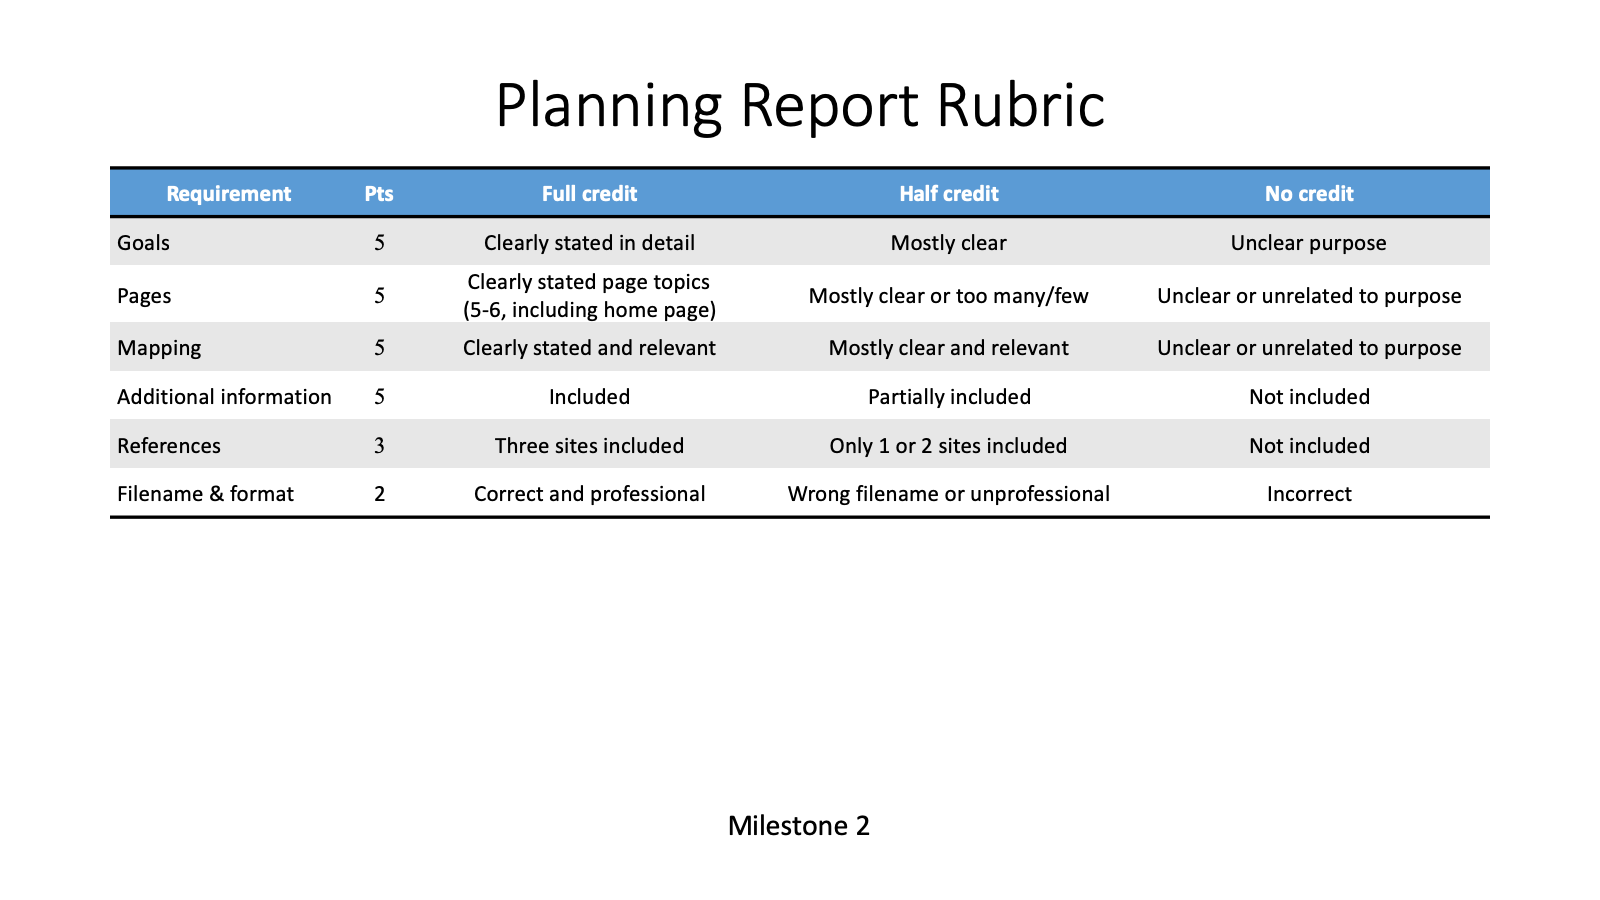 Planning Report Rubric
Requirement Pts Full credit Half credit No credit
Goals 5 Clearly stated in detail Mostly clear Unclear purpose
Pages 5 Clearly stated page topics (5-6, including home page) Mostly clear or too many/few Unclear or unrelated to purpose
Mapping 5 Clearly stated and relevant Mostly clear and relevant Unclear or unrelated to purpose
Additional information 5 Included Partially included Not included
References 3 Three sites included Only 1 or 2 sites included Not included
Filename & format 2 Correct and professional Wrong filename or unprofessional Incorrect
Milestone 2